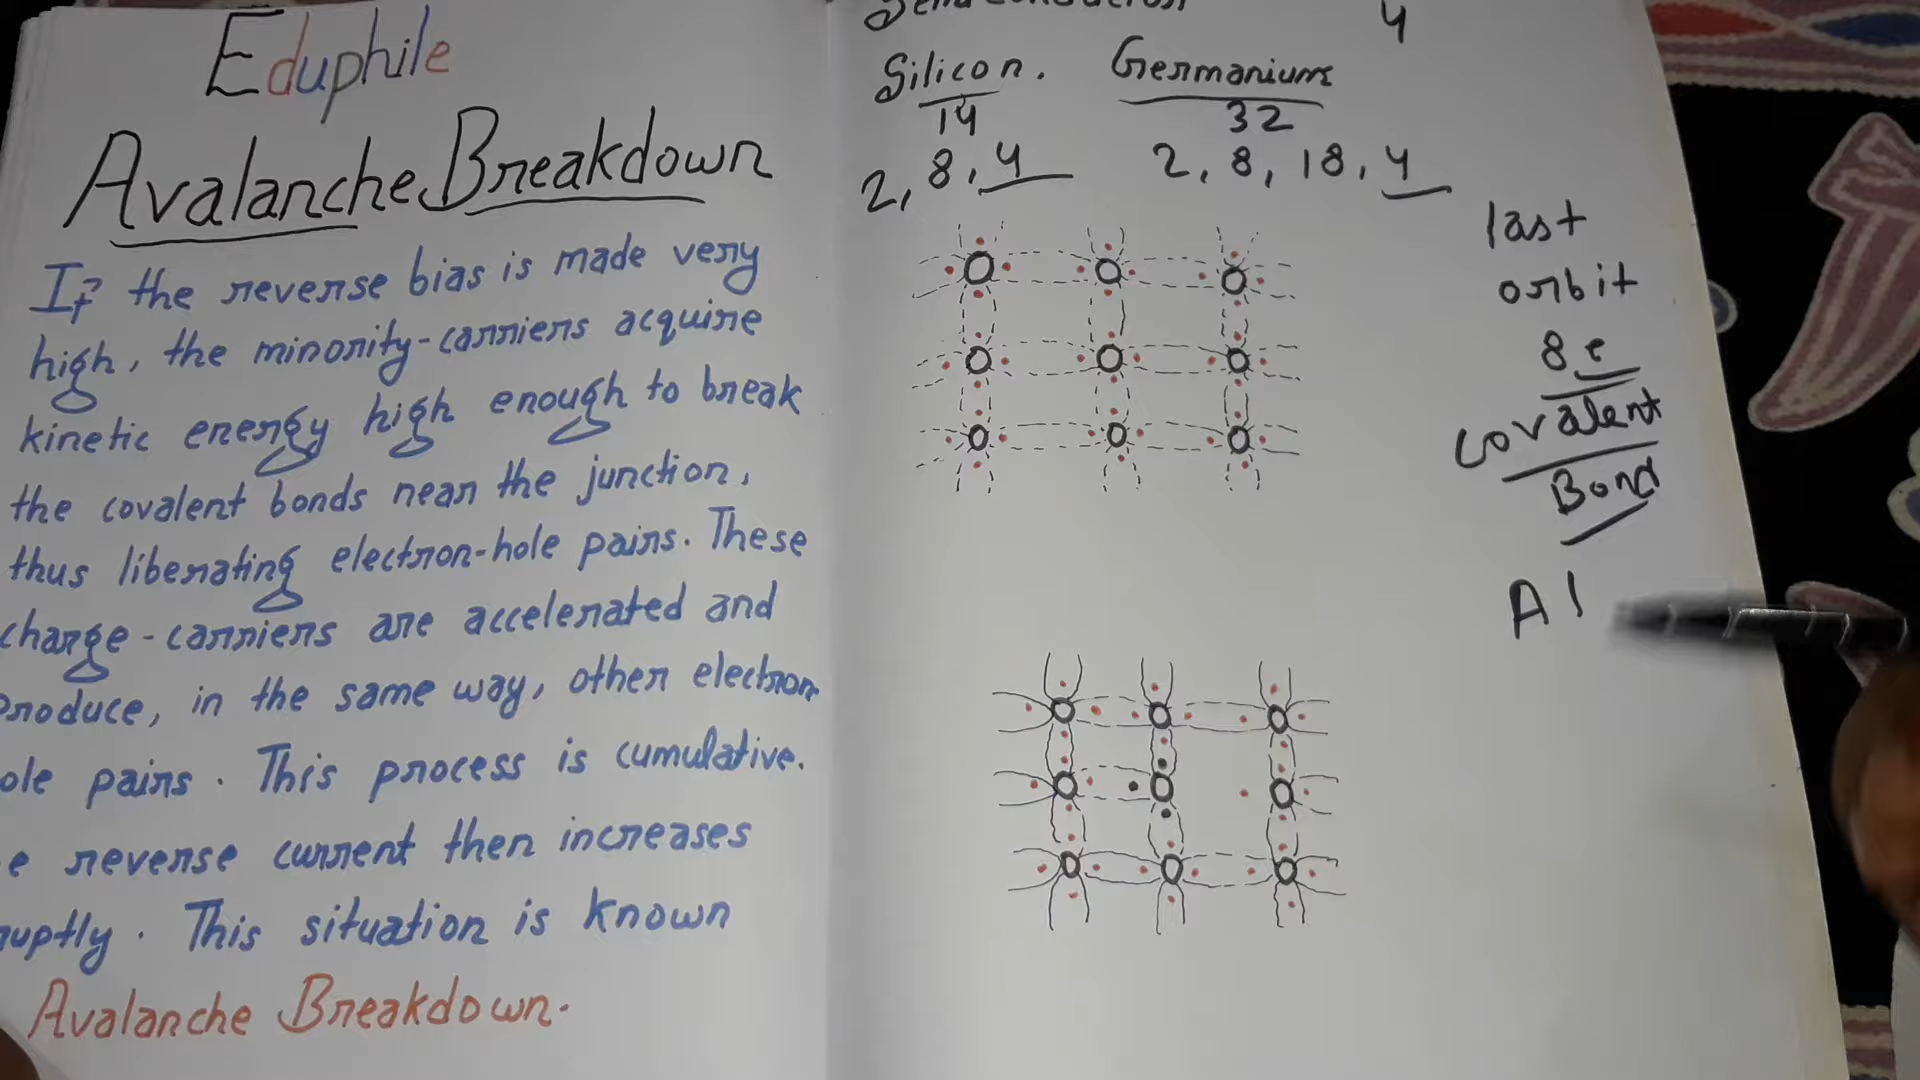 Eduphile
Avalanche Breakdown
If the reverse bias is made very
high, the minority-carriers acquire
kinetic energy high enough to break
the covalent bonds near the junction,
thus liberating electron-hole pairs. These
charge-carriers are accelerated and
produce, in the same way, other electron
ole pairs. This process is cumulative.
e reverse current then increases
ruptly. This situation is known
Avalanche Breakdown.
4
Silicon. Germanium
14 32
2, 8, 4 2, 8, 18, 4
last
orbit
8 e
covalent
Bond
Al